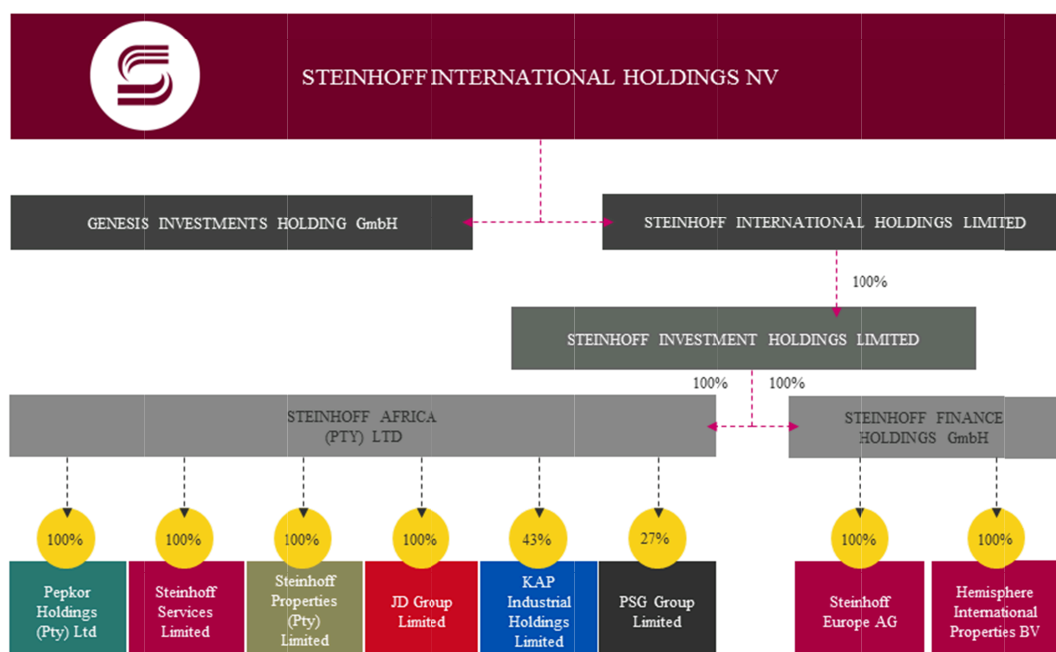 STEINHOFF INTERNATIONAL HOLDINGS NV
GENESIS INVESTMENTS HOLDING GmbH
STEINHOFF INTERNATIONAL HOLDINGS LIMITED
100%
STEINHOFF INVESTMENT HOLDINGS LIMITED
100% 100%
STEINHOFF AFRICA
(PTY) LTD
STEINHOFF FINANCE
HOLDINGS GmbH
100%
100%
100%
100%
43%
27%
100%
100%
Pepkor
Holdings
(Pty) Ltd
Steinhoff
Services
Limited
Steinhoff
Properties
(Pty)
Limited
JD Group
Limited
KAP
Industrial
Holdings
Limited
PSG Group
Limited
Steinhoff
Europe AG
Hemisphere
International
Properties BV